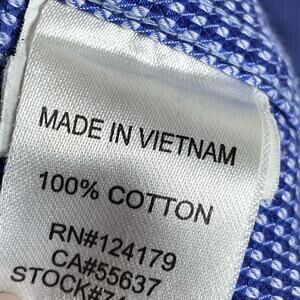 MADE IN VIETNAM
100% COTTON
RN#124179
CA#55637